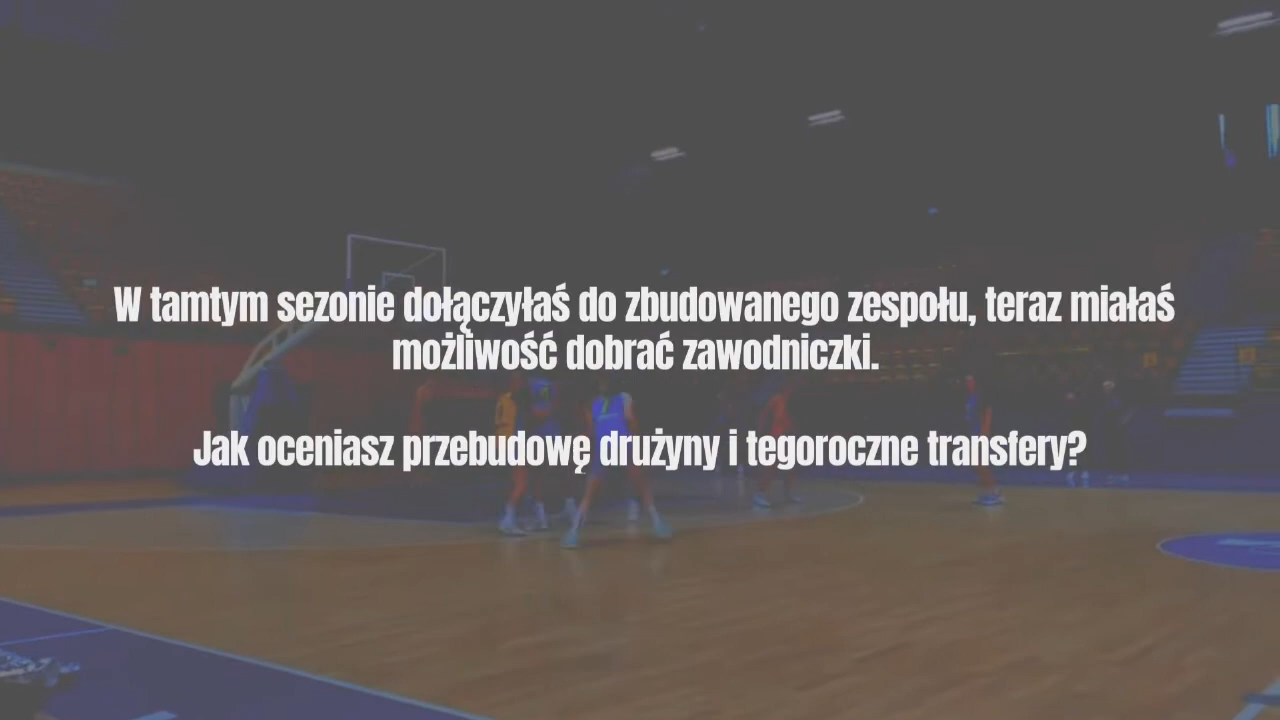 W tamtym sezonie dołączyłaś do zbudowanego zespołu, teraz miałaś
możliwość dobrać zawodniczki.
Jak oceniasz przebudowę drużyny i tegoroczne transfery?